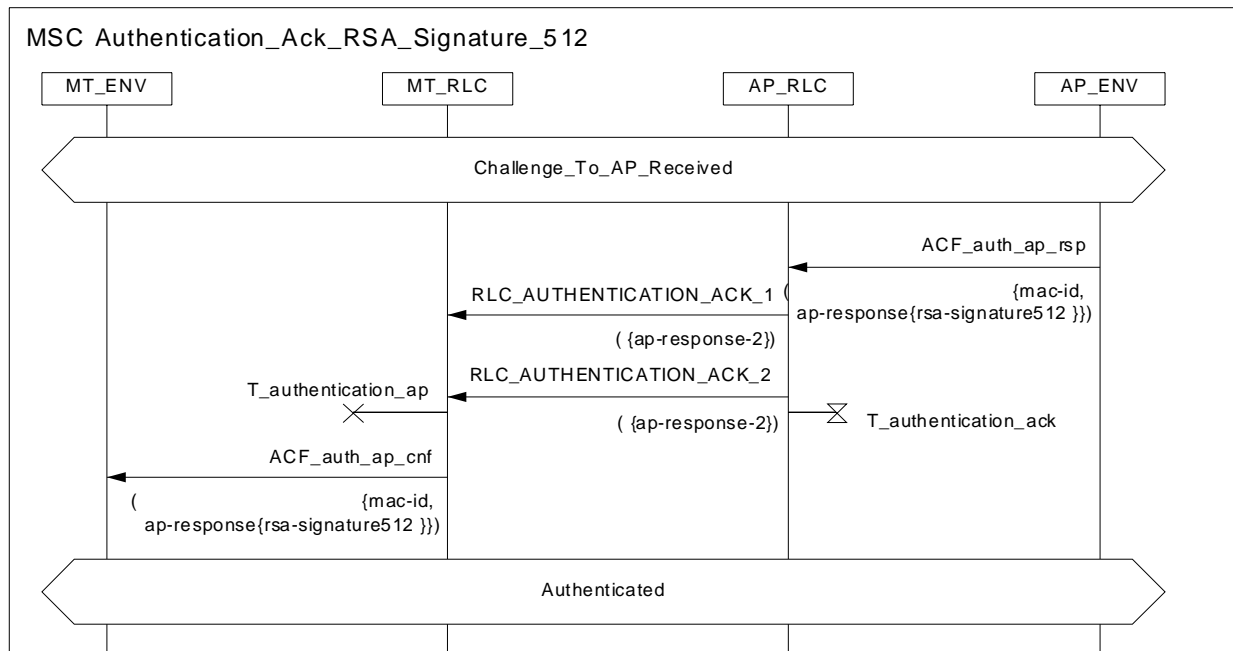 MSC Authentication_Ack_RSA_Signature_512
MT_ENV MT_RLC AP_RLC AP_ENV
Challenge_To_AP_Received
ACF_auth_ap_rsp
RLC_AUTHENTICATION_ACK_1 ( {mac-id,
ap-response{rsa-signature512 }})
( {ap-response-2})
RLC_AUTHENTICATION_ACK_2
T_authentication_ap
( {ap-response-2}) T_authentication_ack
ACF_auth_ap_cnf
( {mac-id,
ap-response{rsa-signature512 }})
Authenticated